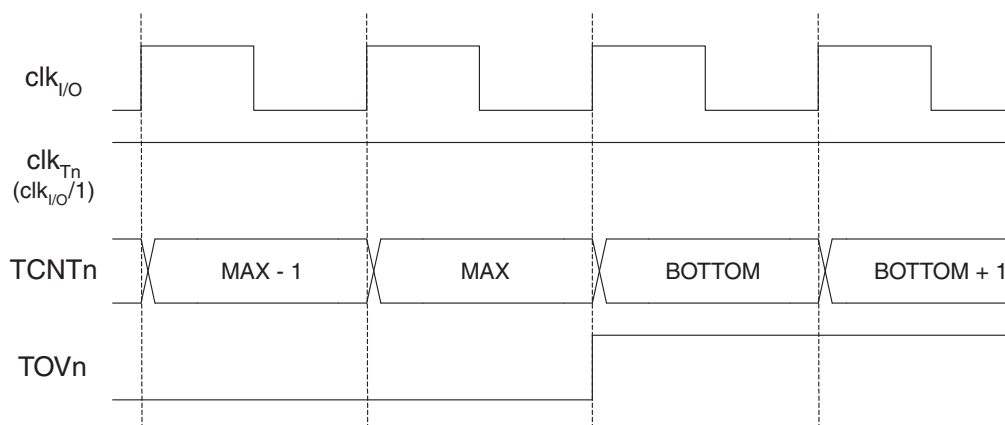 clkI/O
clkTn
(clkI/O/1)
TCNTn MAX - 1 MAX BOTTOM BOTTOM + 1
TOVn